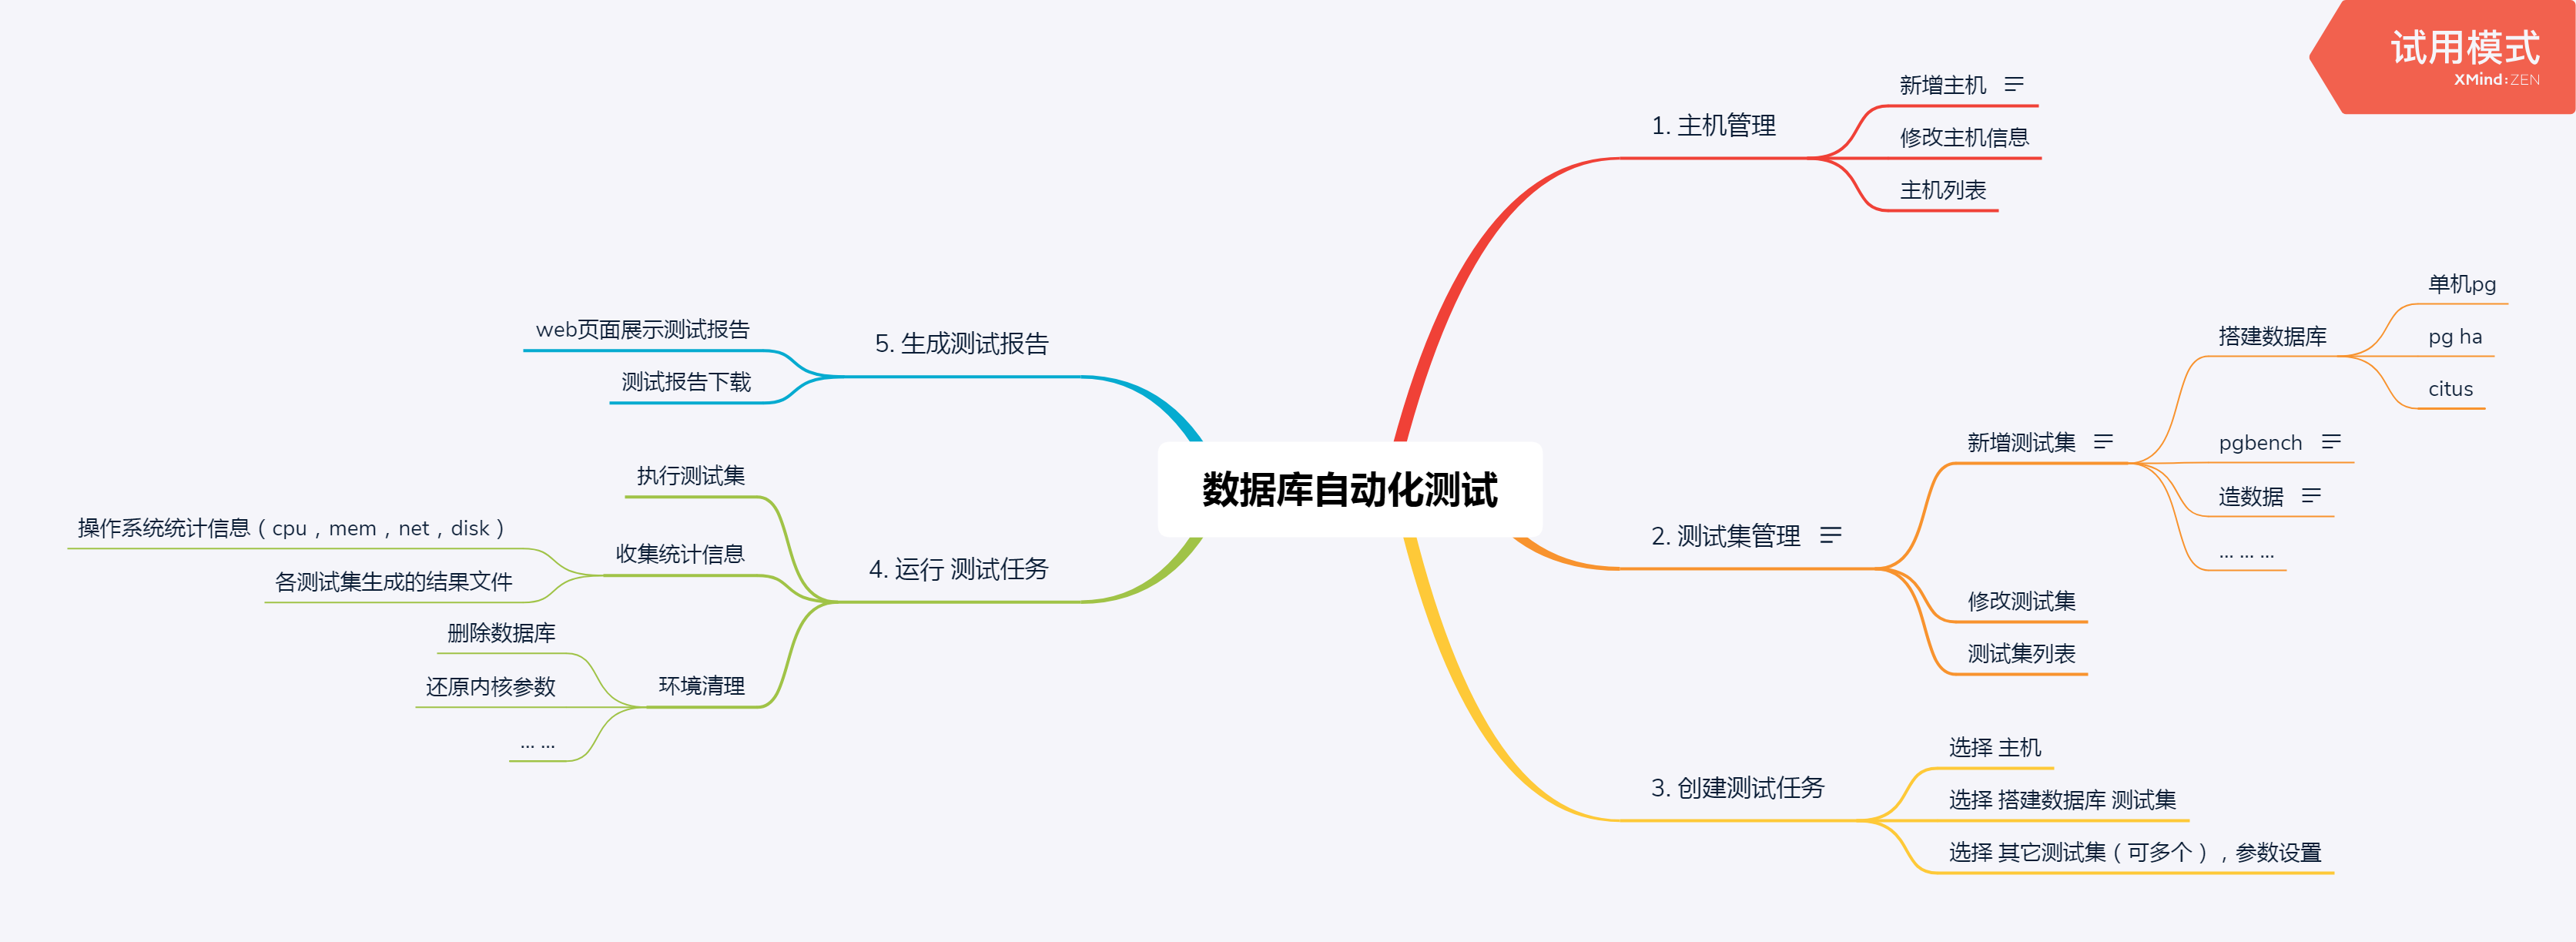 试用模式
XMind:ZEN
数据库自动化测试
1. 主机管理
新增主机
修改主机信息
主机列表
2. 测试集管理
新增测试集
搭建数据库
单机pg
pg ha
citus
pgbench
造数据
... ... ...
修改测试集
测试集列表
3. 创建测试任务
选择 主机
选择 搭建数据库 测试集
选择 其它测试集（可多个），参数设置
4. 运行 测试任务
执行测试集
收集统计信息
操作系统统计信息（cpu，mem，net，disk）
各测试集生成的结果文件
环境清理
删除数据库
还原内核参数
... ...
5. 生成测试报告
web页面展示测试报告
测试报告下载